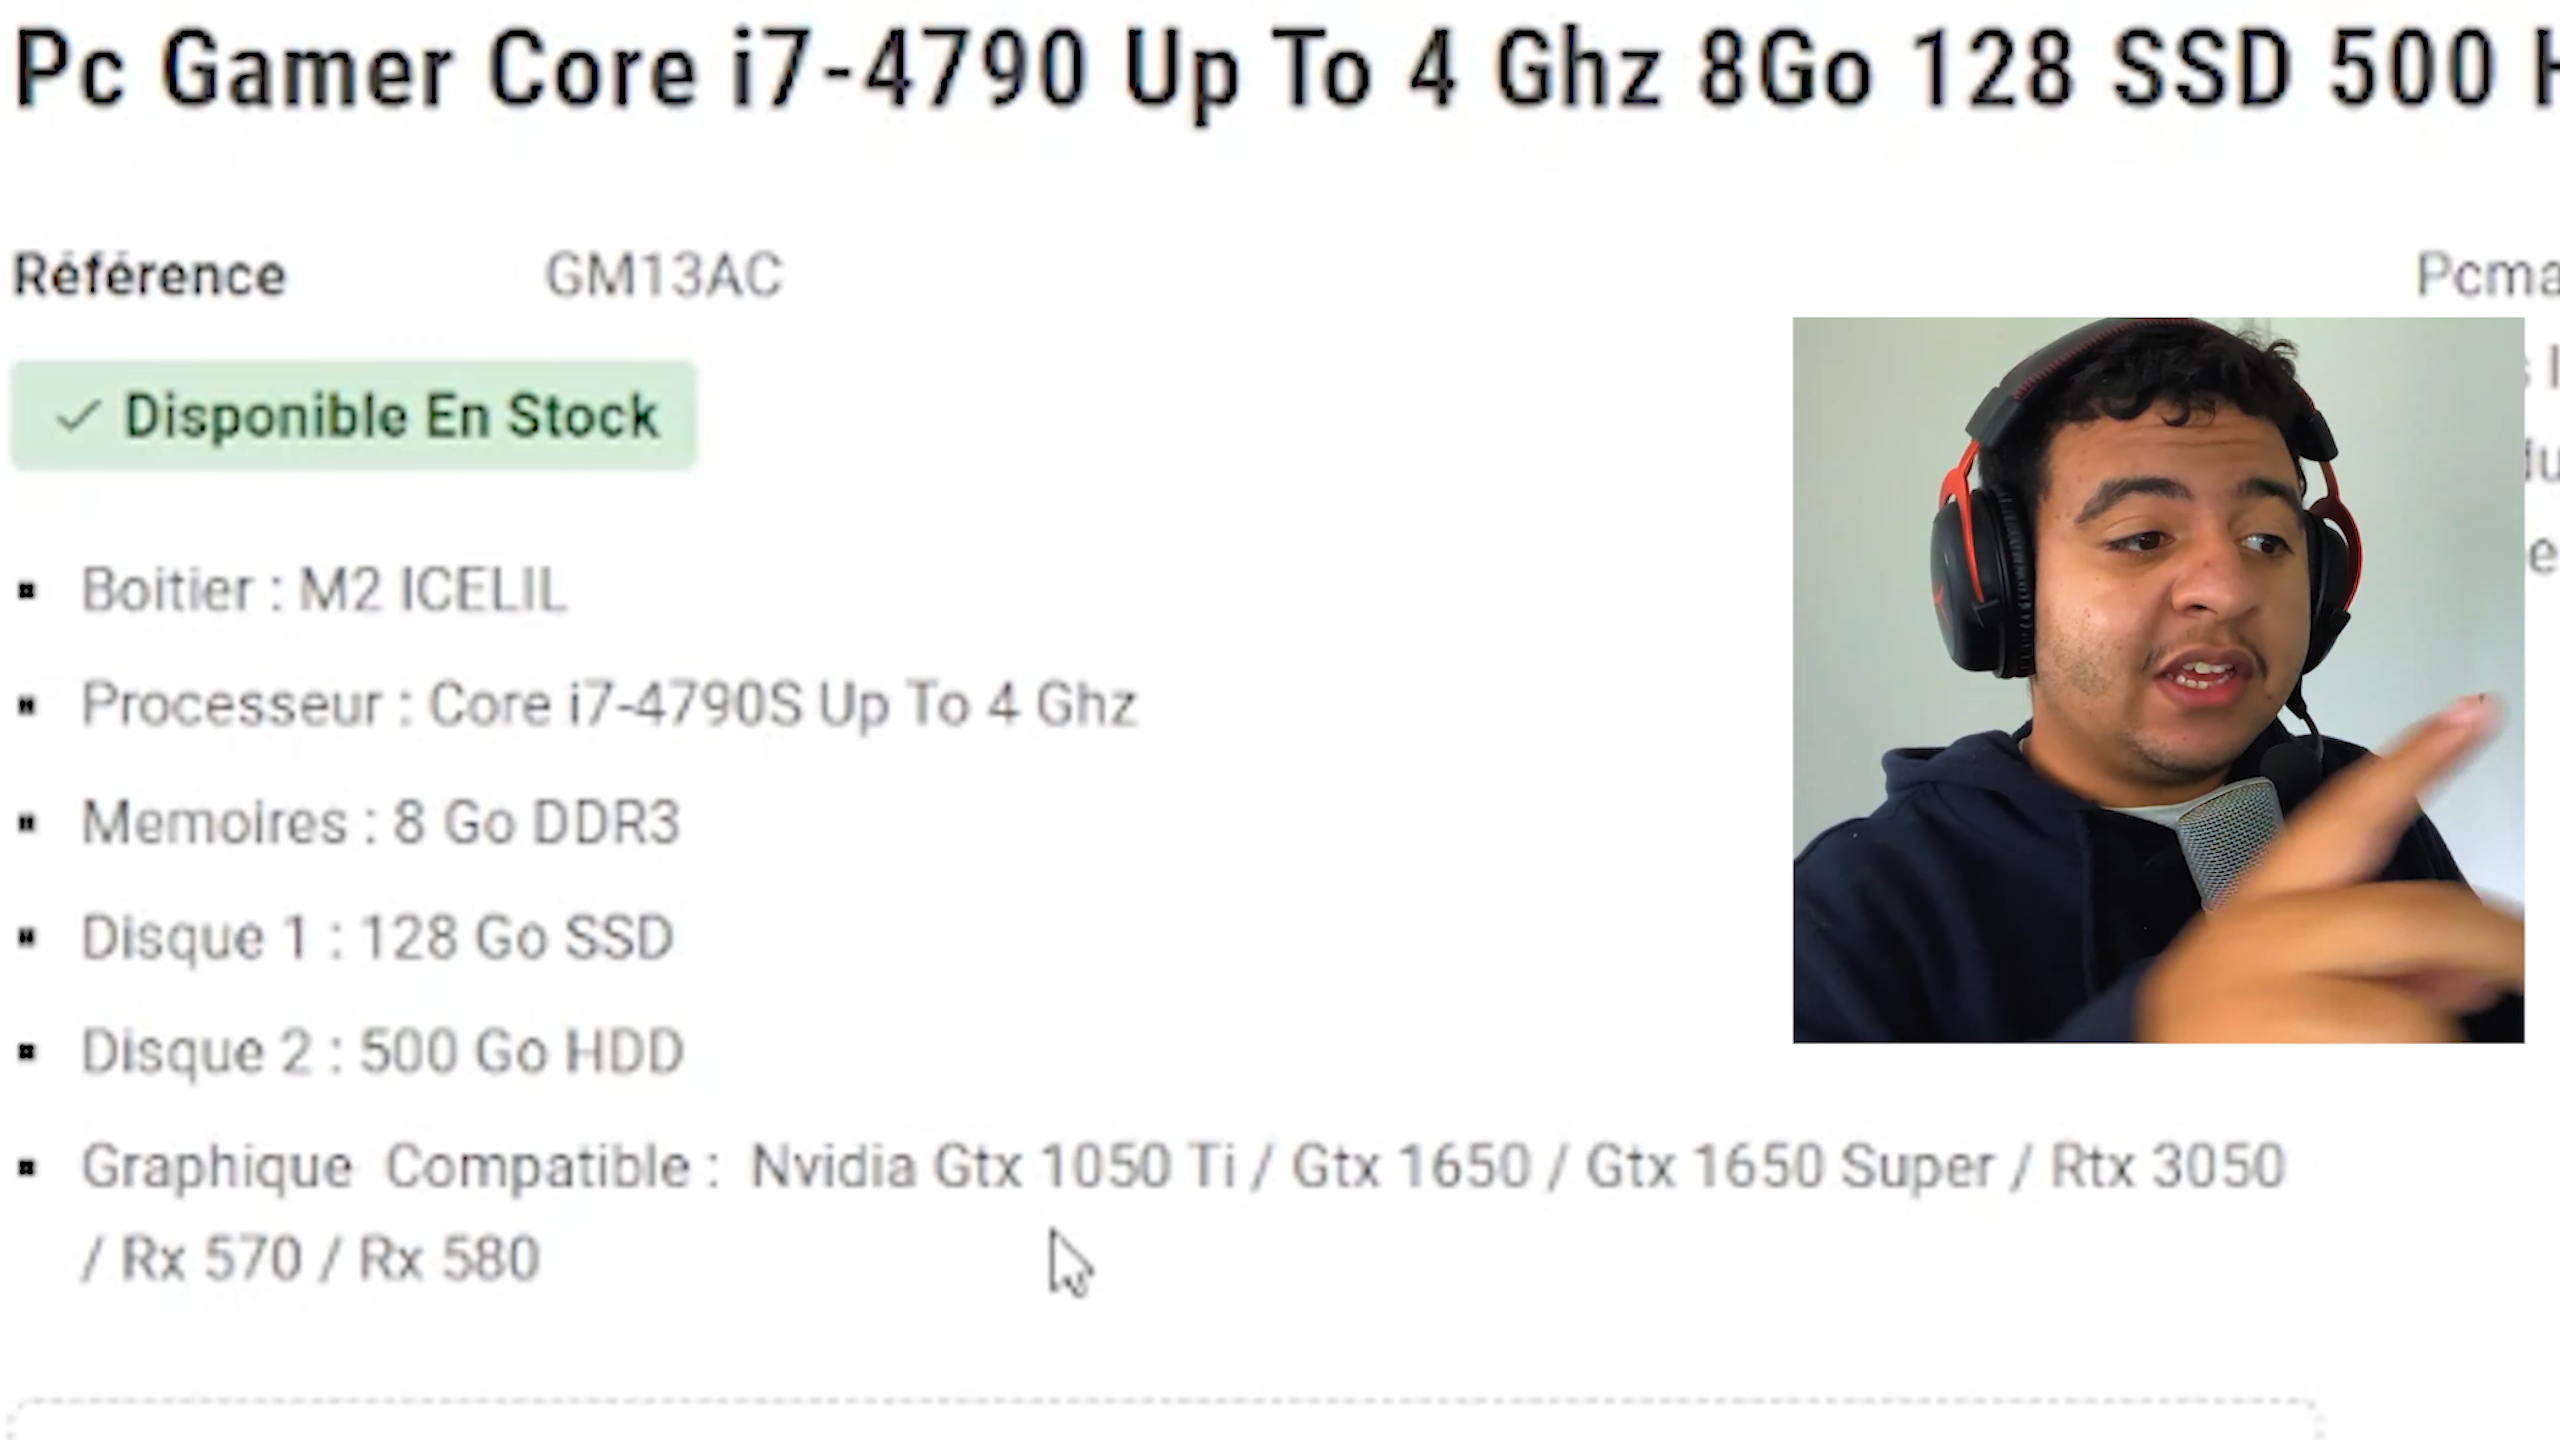 Pc Gamer Core i7-4790 Up To 4 Ghz 8Go 128 SSD 500
Référence GM13AC
Disponible En Stock
Boitier : M2 ICELIL
Processeur : Core i7-4790S Up To 4 Ghz
Memoires : 8 Go DDR3
Disque 1 : 128 Go SSD
Disque 2 : 500 Go HDD
Graphique Compatible : Nvidia Gtx 1050 Ti / Gtx 1650 / Gtx 1650 Super / Rtx 3050
/ Rx 570 / Rx 580